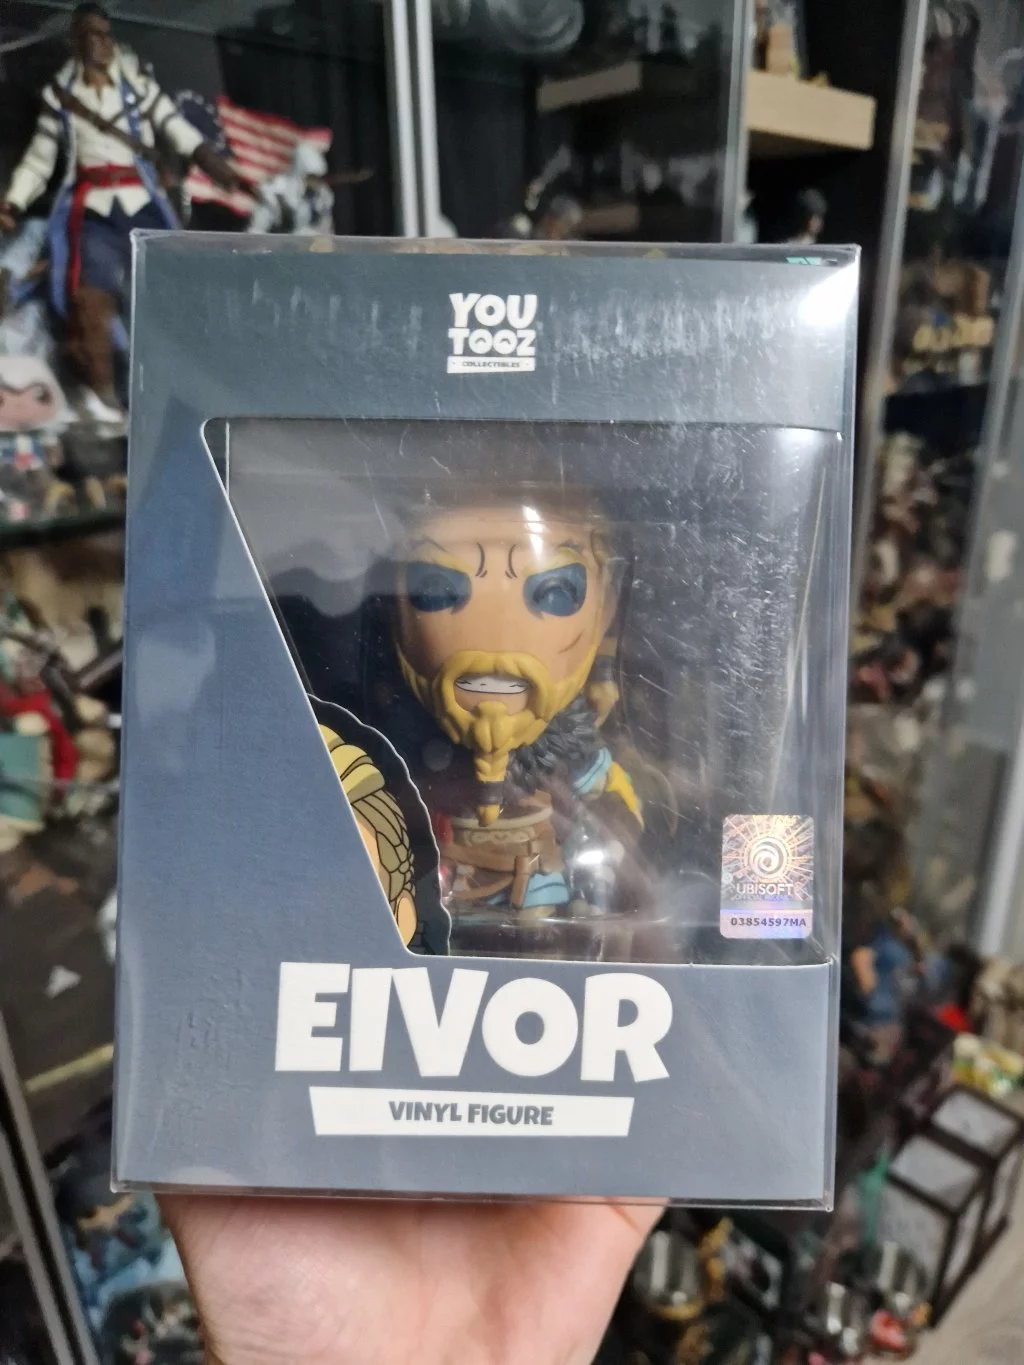 YOU
TOOZ
COLLECTIBLES
UBISOFT
03854597MA
EIVOR
VINYL FIGURE